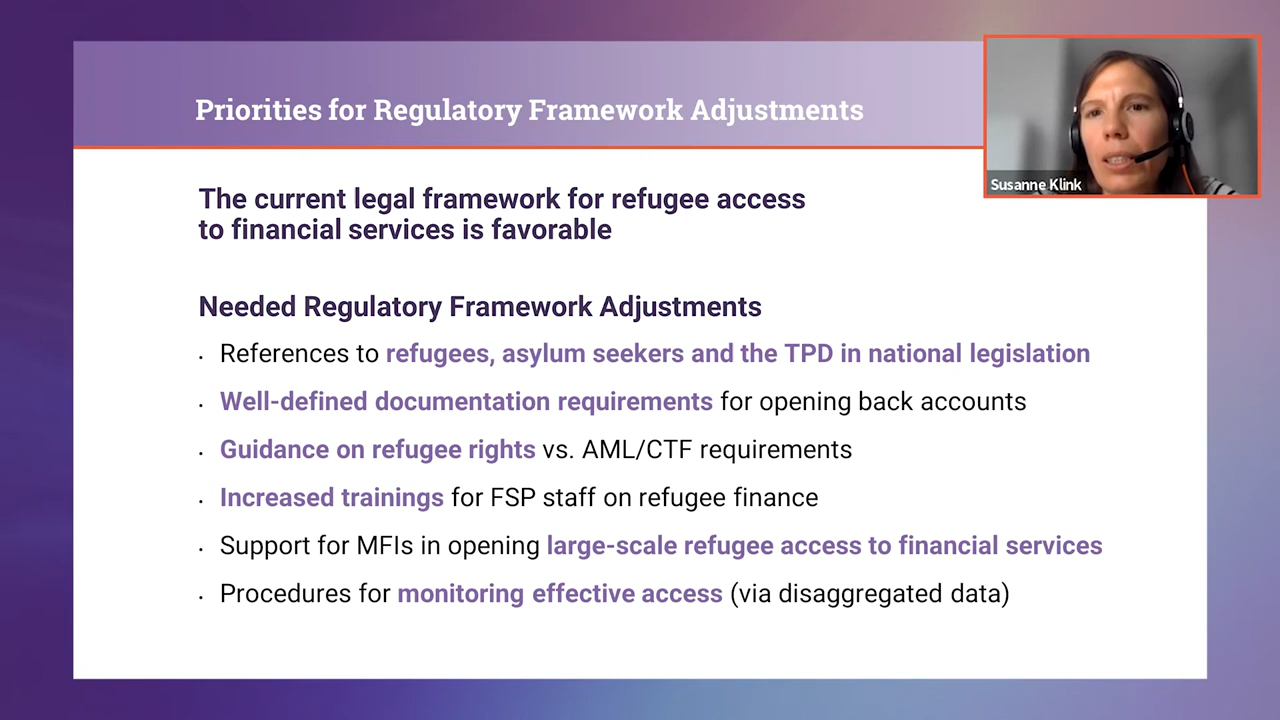 Priorities for Regulatory Framework Adjustments
Susanne Klink
The current legal framework for refugee access
to financial services is favorable
Needed Regulatory Framework Adjustments
· References to refugees, asylum seekers and the TPD in national legislation
· Well-defined documentation requirements for opening back accounts
· Guidance on refugee rights vs. AML/CTF requirements
· Increased trainings for FSP staff on refugee finance
· Support for MFIs in opening large-scale refugee access to financial services
· Procedures for monitoring effective access (via disaggregated data)